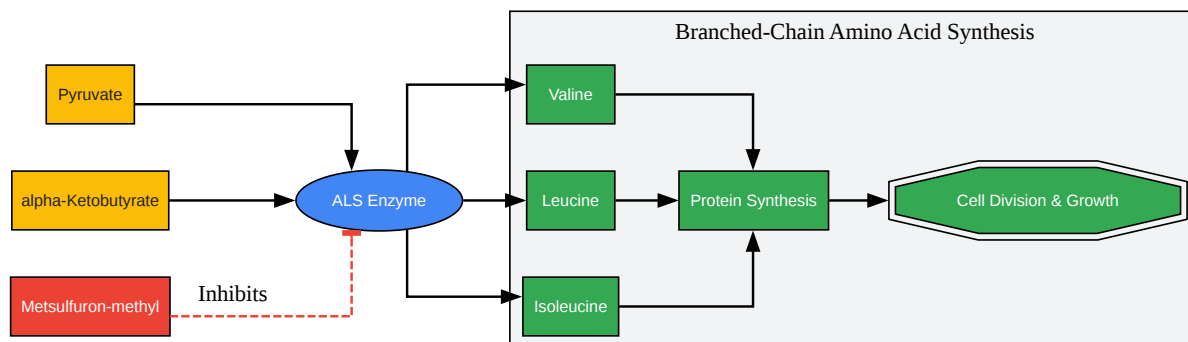 Branched-Chain Amino Acid Synthesis
Pyruvate
Valine
alpha-Ketobutyrate
ALS Enzyme
Leucine
Protein Synthesis
Cell Division & Growth
Metsulfuron-methyl
Inhibits
Isoleucine